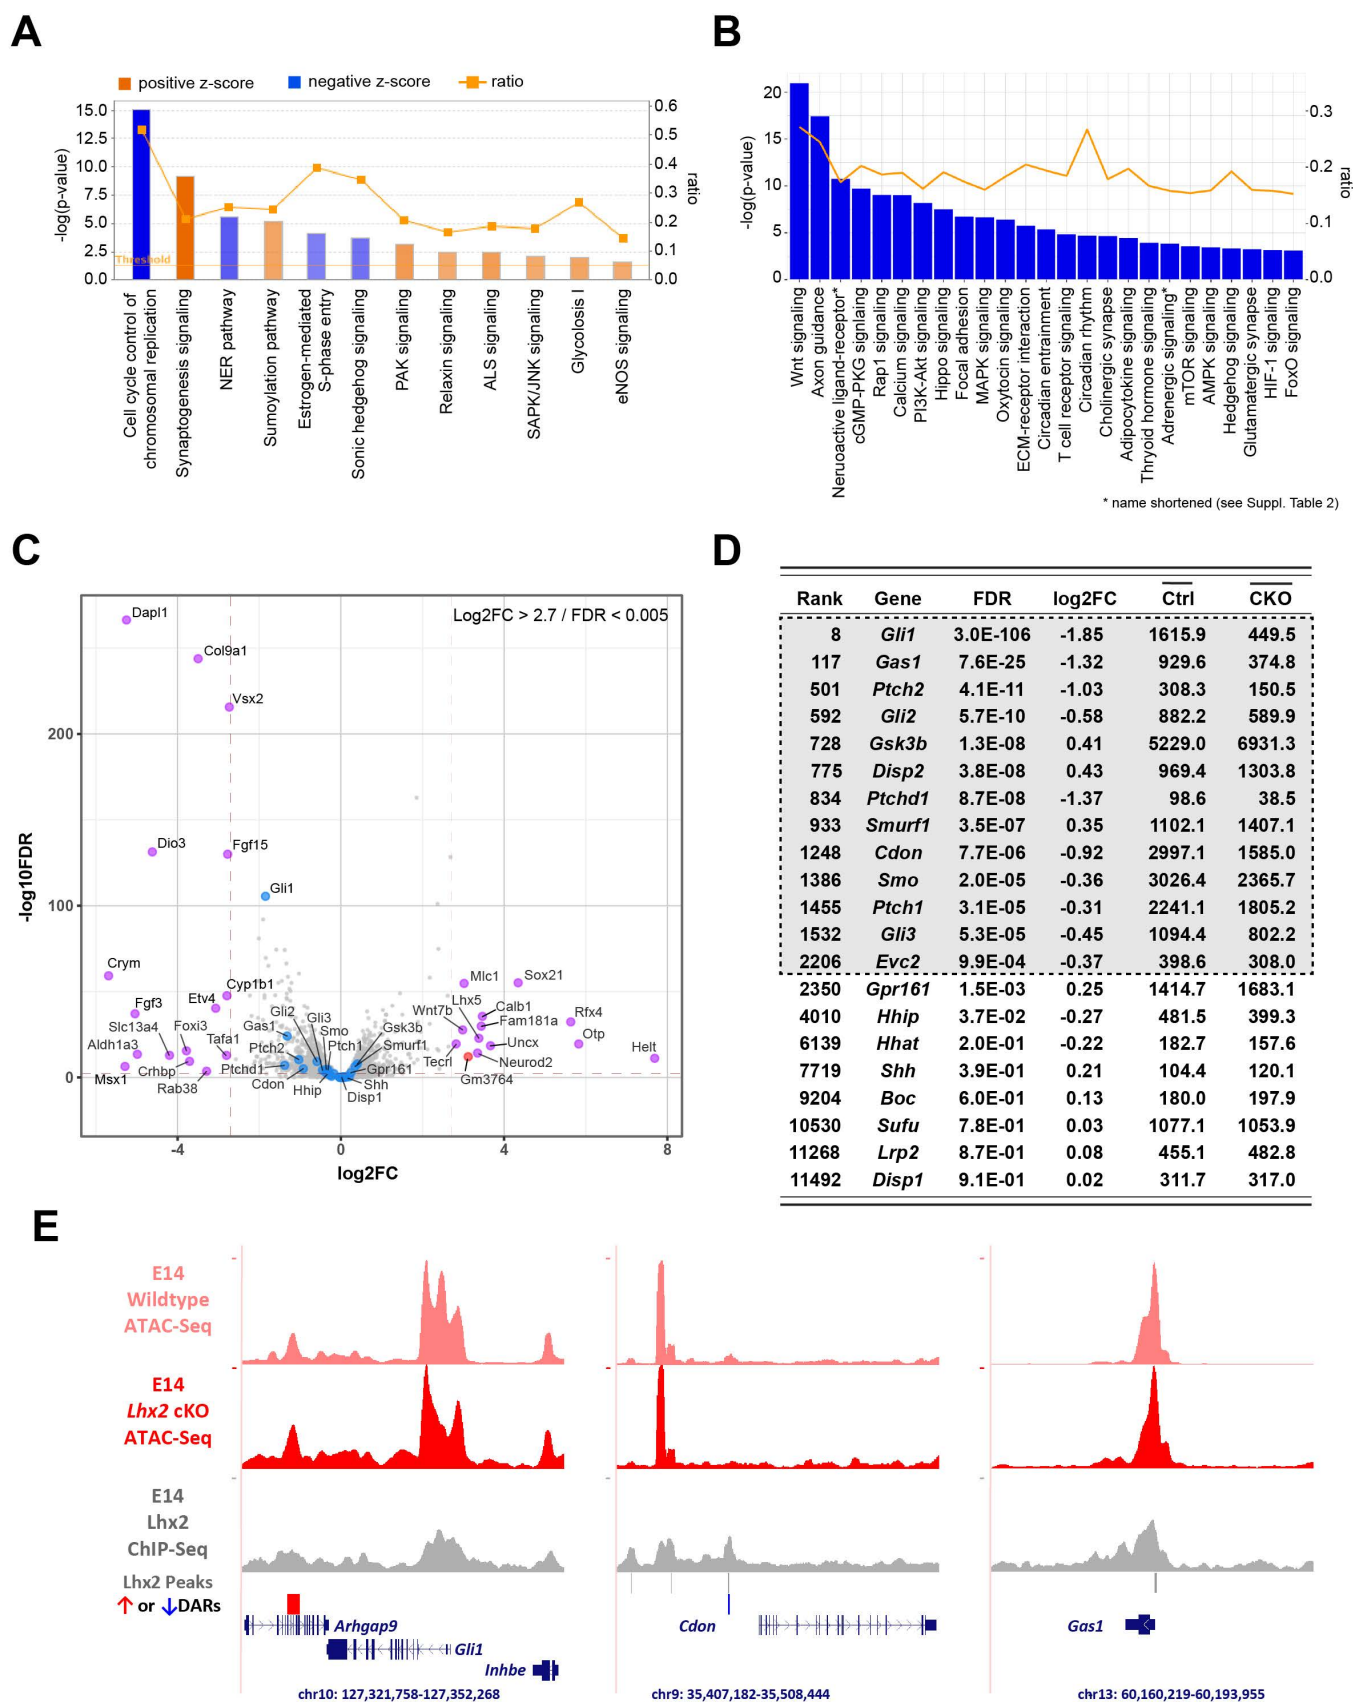 A
positive z-score
negative z-score
ratio
15.0
12.5
10.0
7.5
5.0
2.5
0.0
-log(p-value)
Threshold
0.6
0.5
0.4
0.3
0.2
0.1
0.0
ratio
Cell cycle control of
chromosomal replication
Synaptogenesis signaling
NER pathway
Sumoylation pathway
Estrogen-mediated
S-phase entry
Sonic hedgehog signaling
PAK signaling
Relaxin signaling
ALS signaling
SAPK/JNK signaling
Glycolosis I
eNOS signaling
B
20
15
10
5
0
-log(p-value)
0.3
0.2
0.1
0.0
ratio
Wnt signaling
Axon guidance
Neruoactive ligand-receptor*
cGMP-PKG signlaing
Rap1 signaling
Calcium signaling
PI3K-Akt signaling
Hippo signaling
Focal adhesion
MAPK signaling
Oxytocin signaling
ECM-receptor interaction
Circadian entrainment
T cell receptor signaling
Circadian rhythm
Cholinergic synapse
Adipocytokine signaling
Thryoid hormone signaling
Adrenergic signaling*
mTOR signaling
AMPK signaling
Hedgehog signaling
Glutamatergic synapse
HIF-1 signaling
FoxO signaling
* name shortened (see Suppl. Table 2)
C
Log2FC > 2.7 / FDR < 0.005
Dapl1
Col9a1
Vsx2
Dio3
Fgf15
Gli1
Crym
Cyp1b1
Etv4
Fgf3
Slc13a4
Foxi3
Tafa1
Aldh1a3
Crhbp
Msx1
Rab38
Gas1
Gli2
Gli3
Smo
Ptch1
Gsk3b
Smurf1
Ptch2
Ptchd1
Gpr161
Cdon
Hhip
Shh
Disp1
Mlc1
Sox21
Lhx5
Calb1
Wnt7b
Fam181a
Rfx4
Otp
Tecrl
Uncx
Neurod2
Helt
Gm3764
200
100
0
-log10FDR
-4
0
4
8
log2FC
D
Rank Gene FDR log2FC Ctrl CKO
8 Gli1 3.0E-106 -1.85 1615.9 449.5
117 Gas1 7.6E-25 -1.32 929.6 374.8
501 Ptch2 4.1E-11 -1.03 308.3 150.5
592 Gli2 5.7E-10 -0.58 882.2 589.9
728 Gsk3b 1.3E-08 0.41 5229.0 6931.3
775 Disp2 3.8E-08 0.43 969.4 1303.8
834 Ptchd1 8.7E-08 -1.37 98.6 38.5
933 Smurf1 3.5E-07 0.35 1102.1 1407.1
1248 Cdon 7.7E-06 -0.92 2997.1 1585.0
1386 Smo 2.0E-05 -0.36 3026.4 2365.7
1455 Ptch1 3.1E-05 -0.31 2241.1 1805.2
1532 Gli3 5.3E-05 -0.45 1094.4 802.2
2206 Evc2 9.9E-04 -0.37 398.6 308.0
2350 Gpr161 1.5E-03 0.25 1414.7 1683.1
4010 Hhip 3.7E-02 -0.27 481.5 399.3
6139 Hhat 2.0E-01 -0.22 182.7 157.6
7719 Shh 3.9E-01 0.21 104.4 120.1
9204 Boc 6.0E-01 0.13 180.0 197.9
10530 Sufu 7.8E-01 0.03 1077.1 1053.9
11268 Lrp2 8.7E-01 0.08 455.1 482.8
11492 Disp1 9.1E-01 0.02 311.7 317.0
E
E14
Wildtype
ATAC-Seq
E14
Lhx2 cKO
ATAC-Seq
E14
Lhx2
ChIP-Seq
Lhx2 Peaks
↑ or ↓DARs
Arhgap9
Gli1
Inhbe
chr10: 127,321,758-127,352,268
Cdon
chr9: 35,407,182-35,508,444
Gas1
chr13: 60,160,219-60,193,955